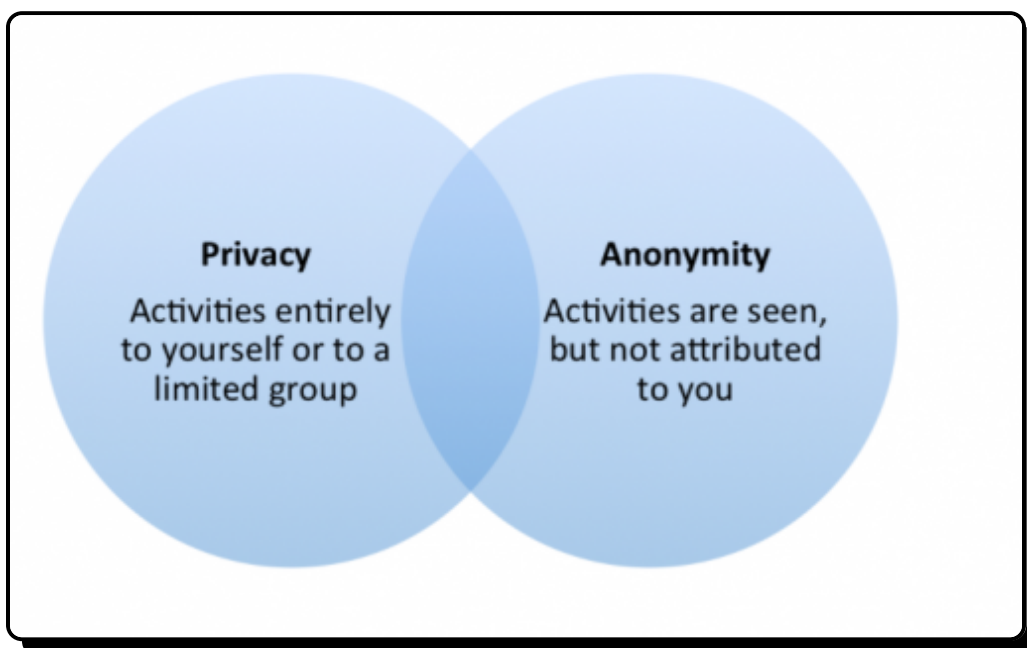 Privacy
Activities entirely
to yourself or to a
limited group
Anonymity
Activities are seen,
but not attributed
to you